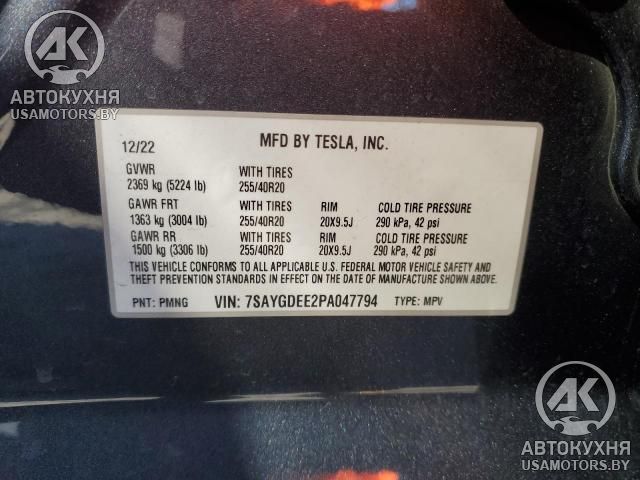 AK
АВТОКУХНЯ
USAMOTORS.BY
12/22 MFD BY TESLA, INC.
GVWR WITH TIRES
2369 kg (5224 lb) 255/40R20
GAWR FRT WITH TIRES RIM COLD TIRE PRESSURE
1363 kg (3004 lb) 255/40R20 20X9.5J 290 kPa, 42 psi
GAWR RR WITH TIRES RIM COLD TIRE PRESSURE
1500 kg (3306 lb) 255/40R20 20X9.5J 290 kPa, 42 psi
THIS VEHICLE CONFORMS TO ALL APPLICABLE U.S. FEDERAL MOTOR VEHICLE SAFETY AND
THEFT PREVENTION STANDARDS IN EFFECT ON THE DATE OF MANUFACTURE SHOWN ABOVE.
PNT: PMNG VIN: 7SAYGDEE2PA047794 TYPE: MPV
AK
АВТОКУХНЯ
USAMOTORS.BY